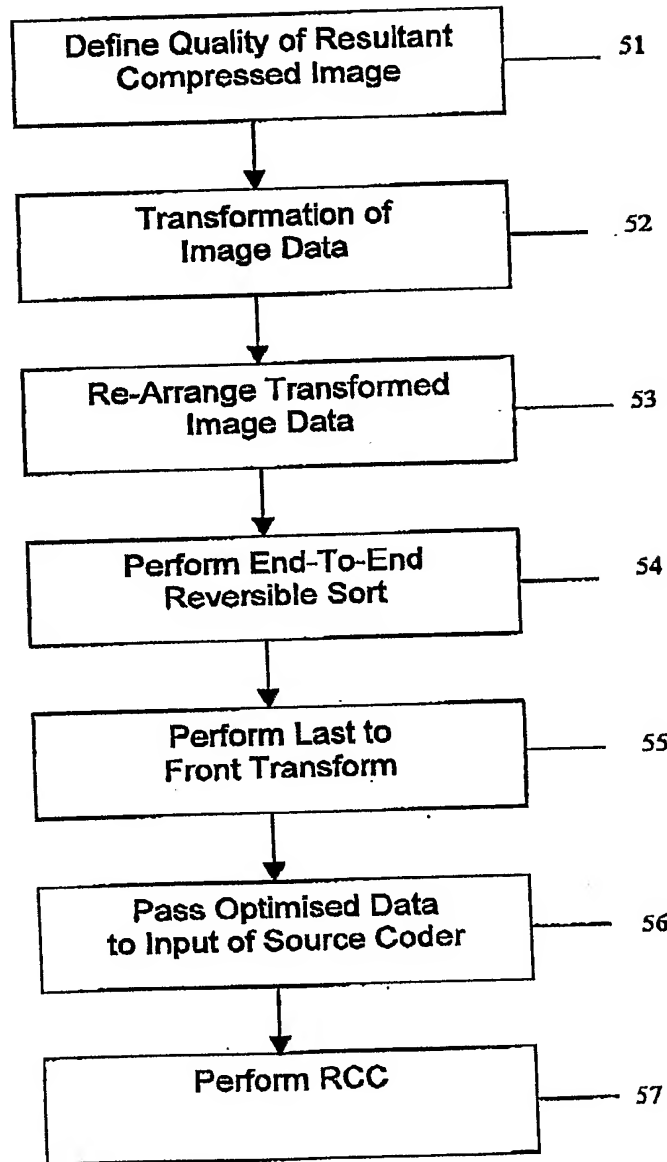 Define Quality of Resultant
Compressed Image
51
Transformation of
Image Data
52
Re-Arrange Transformed
Image Data
53
Perform End-To-End
Reversible Sort
54
Perform Last to
Front Transform
55
Pass Optimised Data
to Input of Source Coder
56
Perform RCC
57